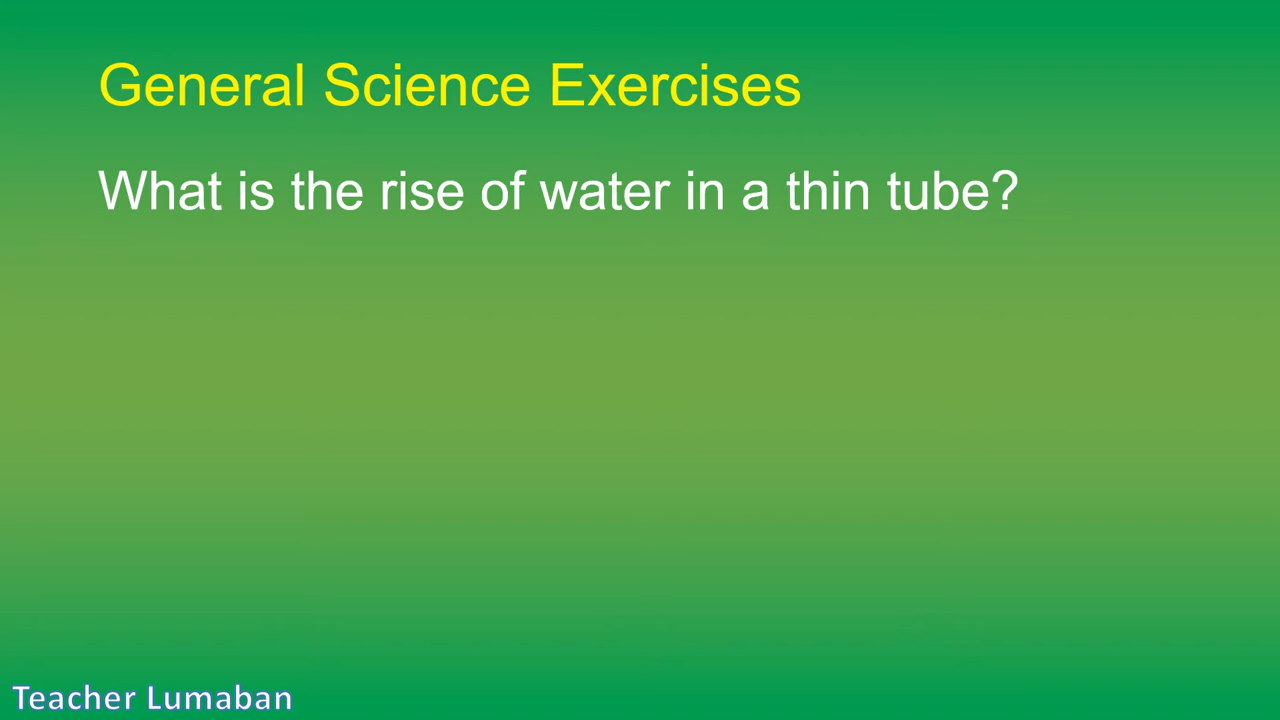 General Science Exercises
What is the rise of water in a thin tube?
Teacher Lumaban